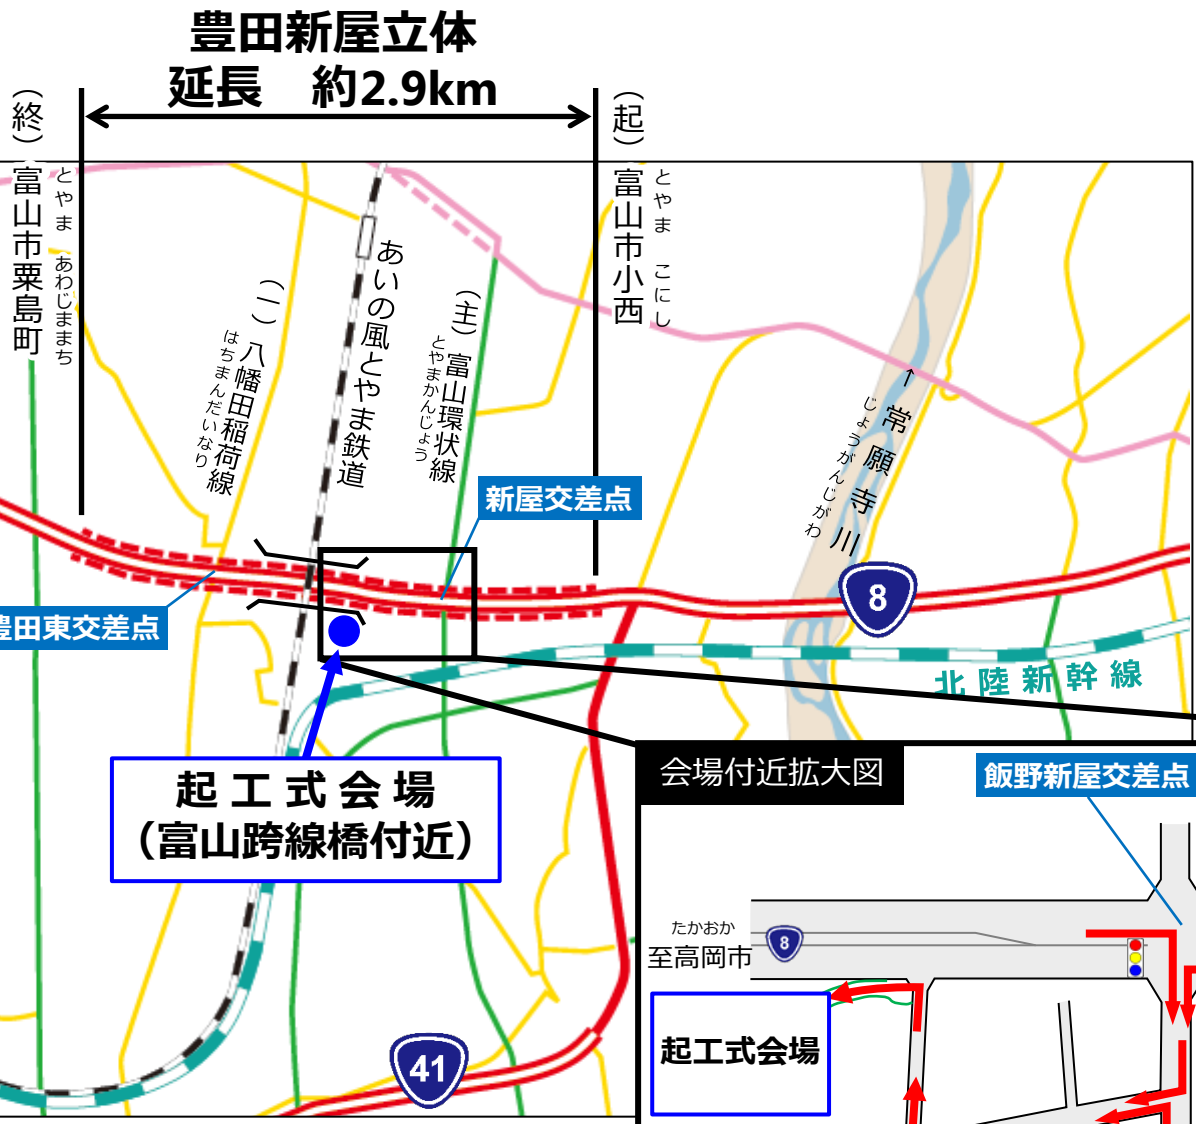 豊田新屋立体
延長　約2.9km
（終）富山市粟島町
とやま　あわじままち
（起）富山市小西
とやま　こにし
（一）八幡田稲荷線
はちまんだいなり
あいの風とやま鉄道
（主）富山環状線
とやまかんじょう
↑常願寺川
じょうがんじがわ
新屋交差点
豊田東交差点
8
北陸新幹線
起工式会場
（富山跨線橋付近）
41
会場付近拡大図
飯野新屋交差点
たかおか
至高岡市
8
起工式会場